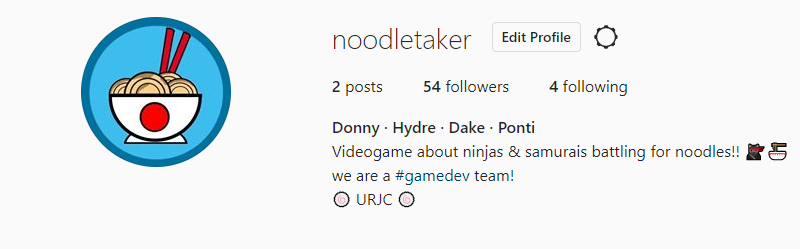 noodletaker Edit Profile
2 posts 54 followers 4 following
Donny · Hydre · Dake · Ponti
Videogame about ninjas & samurais battling for noodles!! 🥷🍜
we are a #gamedev team!
🍥 URJC 🍥